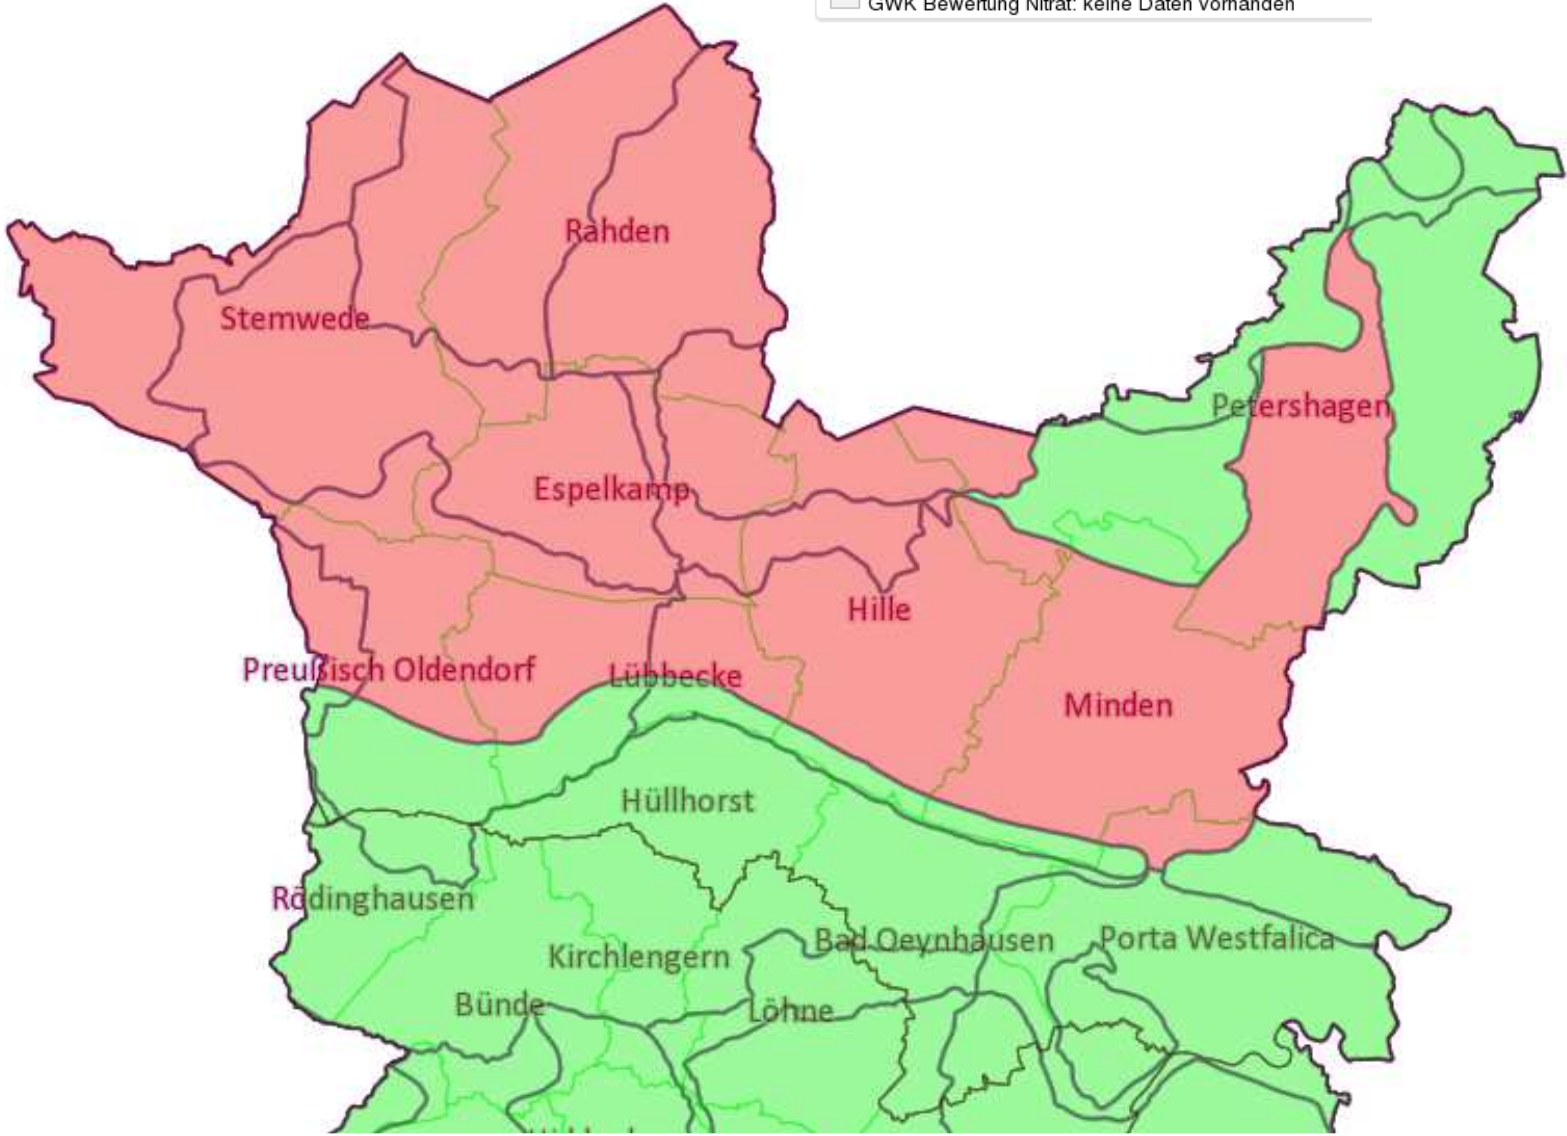 GWK Bewertung Nitrat: keine Daten vorhanden
Rahden
Stemwede
Petershagen
Espelkamp
Hille
Preußisch Oldendorf
Lübbecke
Minden
Hüllhorst
Rödinghausen
Bad Oeynhausen
Porta Westfalica
Kirchlengern
Bünde
Löhne